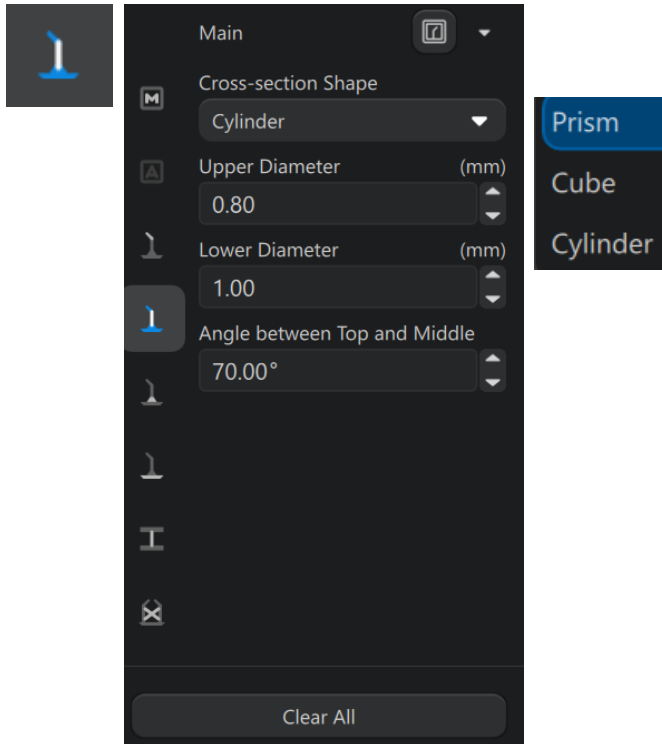 Main
M
A
Cross-section Shape
Cylinder
Upper Diameter (mm)
0.80
Lower Diameter (mm)
1.00
Angle between Top and Middle
70.00°
Clear All
Prism
Cube
Cylinder